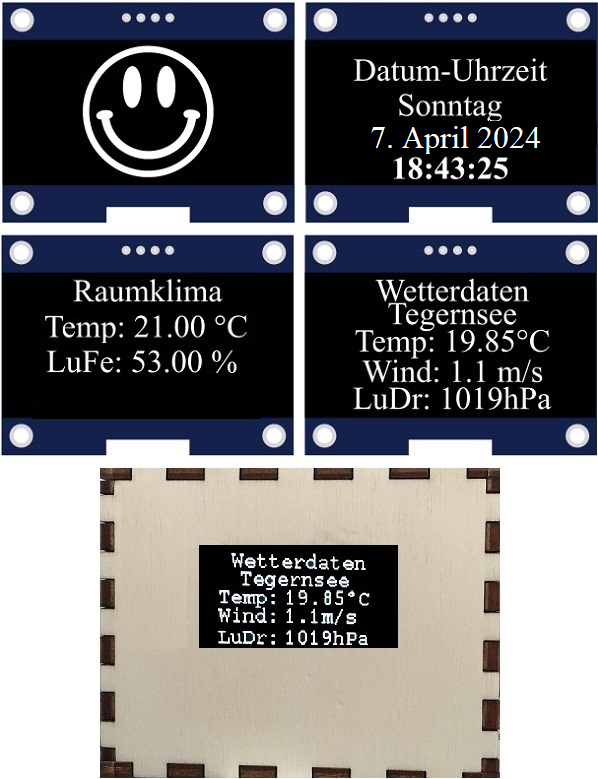 Datum-Uhrzeit
Sonntag
7. April 2024
18:43:25
Raumklima
Temp: 21.00 °C
LuFe: 53.00 %
Wetterdaten
Tegernsee
Temp: 19.85°C
Wind: 1.1 m/s
LuDr: 1019hPa
Wetterdaten
Tegernsee
Temp: 19.85°C
Wind: 1.1m/s
LuDr: 1019hPa